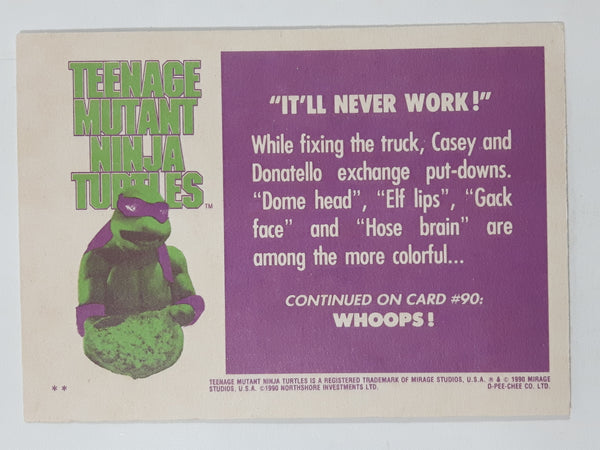 TEENAGE
MUTANT
NINJA
TURTLES™
"IT'LL NEVER WORK!"
While fixing the truck, Casey and
Donatello exchange put-downs.
"Dome head", "Elf lips", "Gack
face" and "Hose brain" are
among the more colorful...
CONTINUED ON CARD #90:
WHOOPS!
* *
TEENAGE MUTANT NINJA TURTLES IS A REGISTERED TRADEMARK OF MIRAGE STUDIOS, U.S.A. ® & © 1990 MIRAGE
STUDIOS, U.S.A. ©1990 NORTHSHORE INVESTMENTS LTD. O-PEE-CHEE CO. LTD.